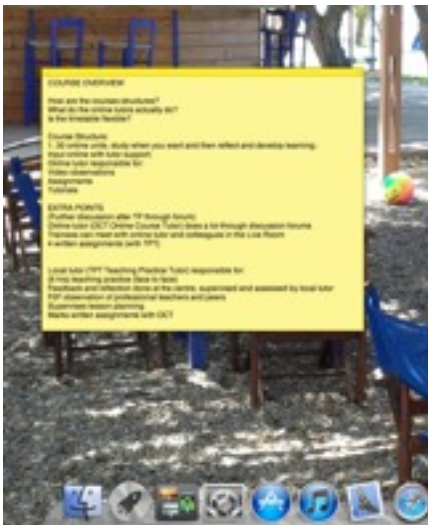 COURSE OVERVIEW
How are the courses structured?
What do the online tutors actually do?
Is the timetable flexible?
Course Structure
1. 30 online units, study when you want and then reflect and develop learning
Input online with tutor support
Online tutor responsible for:
Video observations
Assignments
Tutorials
EXTRA POINTS
(Further discussion after TP through forum)
Online tutor (OCT Online Course Tutor) does a lot through discussion forums
Trainees can meet with online tutor and colleagues in the Live Room
4 written assignments (with TPT)
Local tutor (TPT Teaching Practice Tutor) responsible for:
(6 hrs) teaching practice (face to face)
Feedback and reflection done at the centre, supervised and assessed by local tutor
F2F observation of professional teachers and peers
Supervises lesson planning
Marks written assignments with OCT